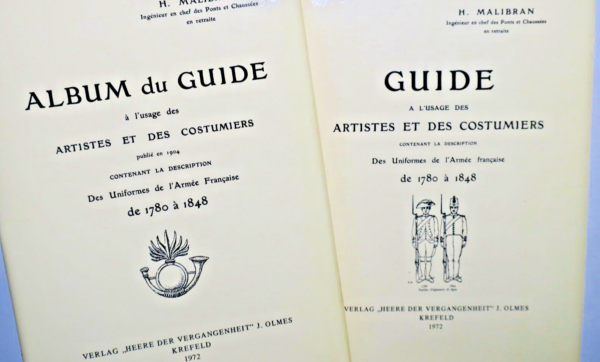 H. MALIBRAN
Ingénieur en chef des Ponts et Chaussées
en retraite
ALBUM du GUIDE
à l'usage des
ARTISTES ET DES COSTUMIERS
publié en 1904
CONTENANT LA DESCRIPTION
Des Uniformes de l'Armée Française
de 1780 à 1848
VERLAG „HEERE DER VERGANGENHEIT" J. OLMES
KREFELD
1972
H. MALIBRAN
Ingénieur en chef des Ponts et Chaussées
en retraite
GUIDE
A L'USAGE DES
ARTISTES ET DES COSTUMIERS
CONTENANT LA DESCRIPTION
Des Uniformes de l'Armée française
de 1780 à 1848
VERLAG „HEERE DER VERGANGENHEIT" J. OLMES
KREFELD
1972